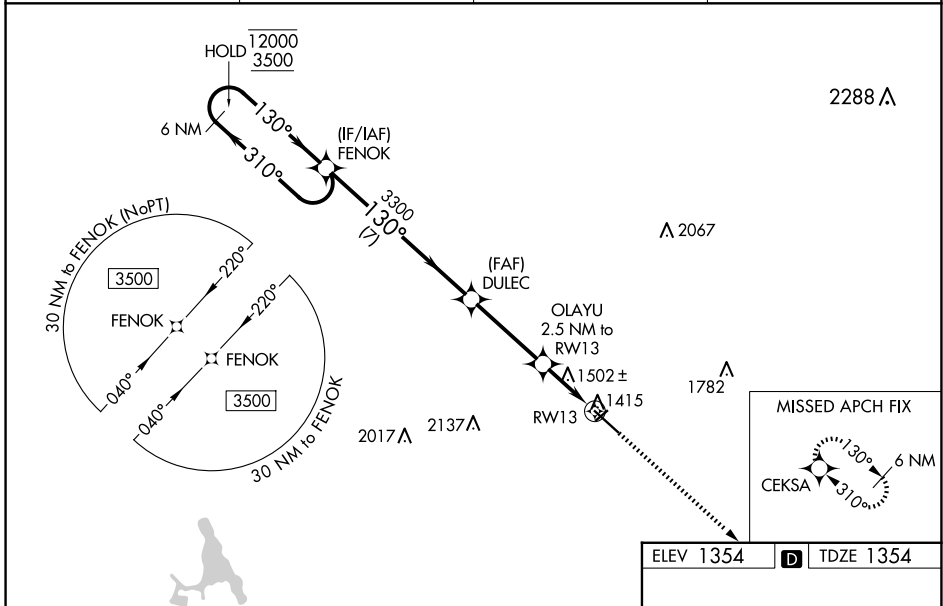 HOLD 12000
3500
6 NM
130°
310°
(IF/IAF)
FENOK
2288
3300
130°
(7)
2067
30 NM to FENOK (NoPT)
3500
220°
FENOK
040°
220°
FENOK
3500
040°
30 NM to FENOK
(FAF)
DULEC
OLAYU
2.5 NM to
RW13
1502 ±
1415
RW13
1782
2017
2137
MISSED APCH FIX
130°
6 NM
CEKSA
310°
ELEV 1354 D TDZE 1354